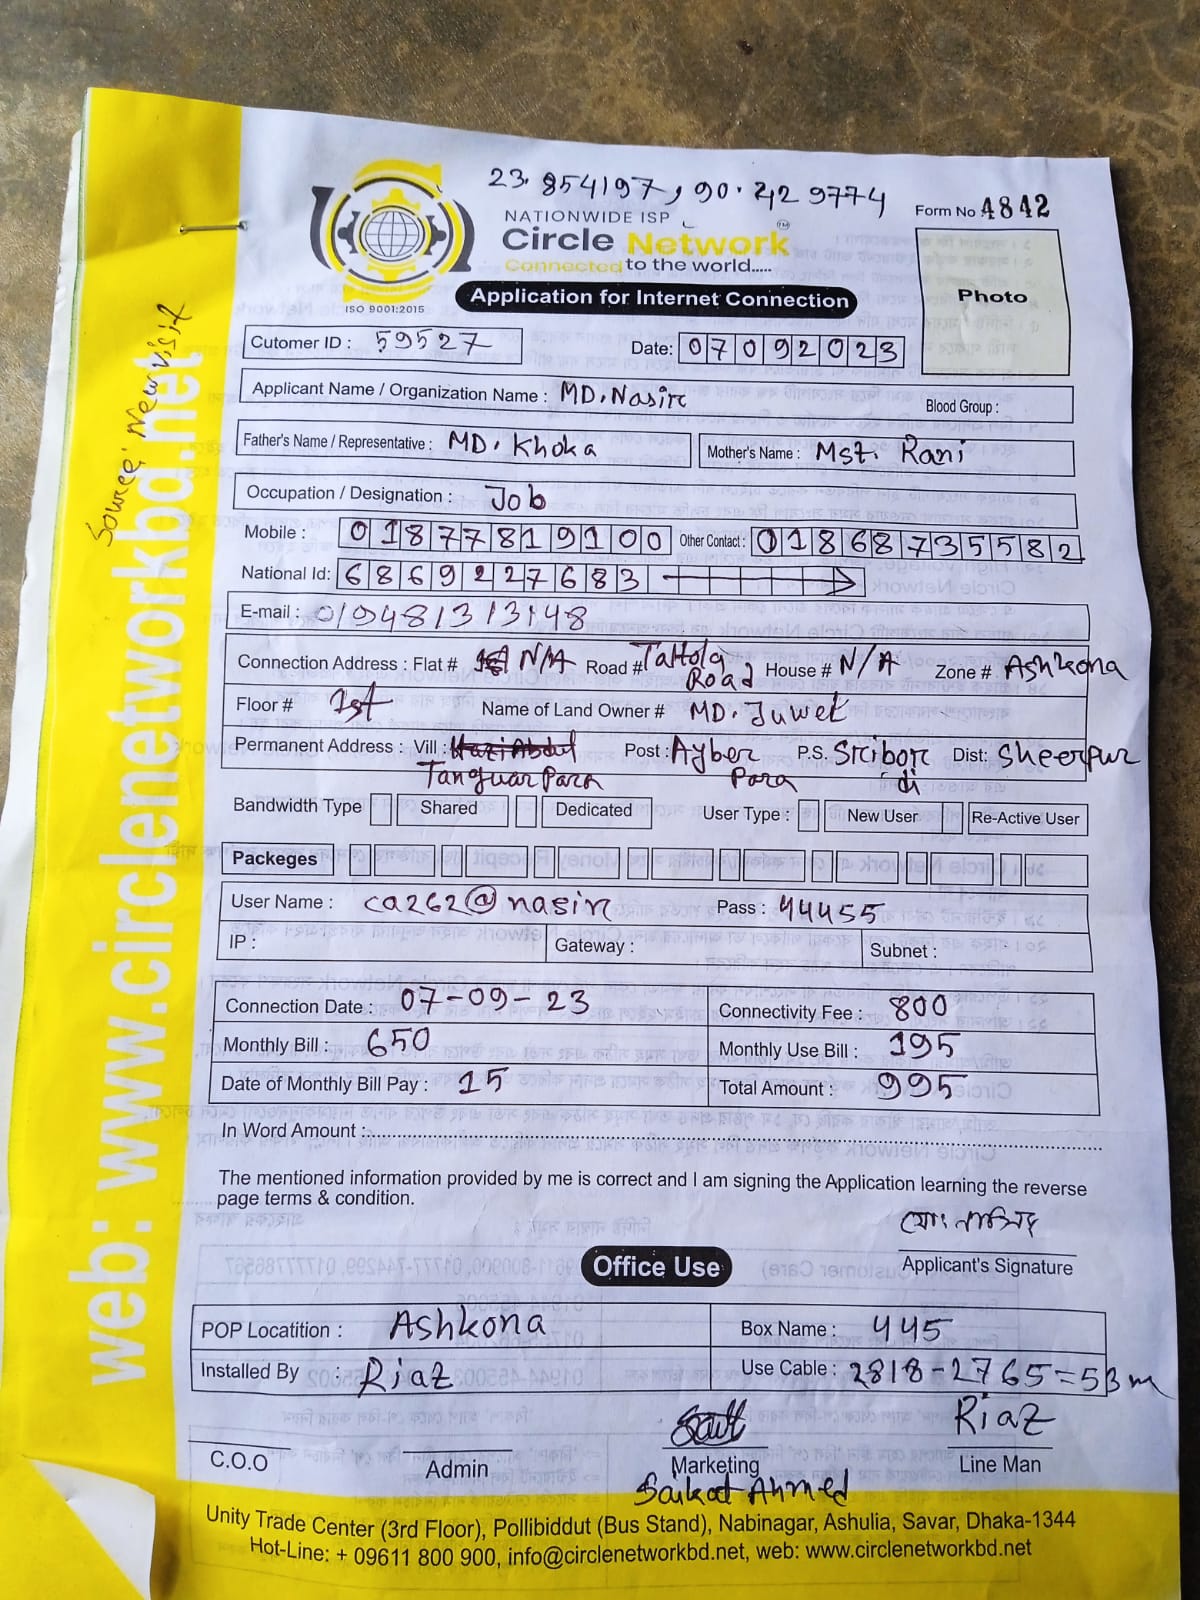 23.854197, 90.429774
Form No 4842
NATIONWIDE ISP
Circle Network TM
Connected to the world.....
ISO 9001:2015
Application for Internet Connection
Photo
Source: New visit
web: www.circlenetworkbd.net
Cutomer ID : 59527 Date: 07092023
Applicant Name / Organization Name : MD. Nasir Blood Group :
Father's Name / Representative : MD. Khoka Mother's Name : Mst. Rani
Occupation / Designation : Job
Mobile : 01877819100 Other Contact : 01868735582
National Id: 6869227683
E-mail : 01948131348
Connection Address : Flat # N/A Road # Taltola Road House # N/A Zone # Ashkona
Floor # 1st Name of Land Owner # MD. Juwel
Permanent Address : Vill : Hazi Abdul Tanguar Para Post : Ayber Para P.S. Sribor di Dist: Sheerpur
Bandwidth Type Shared Dedicated User Type : New User Re-Active User
Packeges
User Name : ca262@nasir Pass : 44455
IP : Gateway : Subnet :
Connection Date : 07-09-23 Connectivity Fee : 800
Monthly Bill : 650 Monthly Use Bill : 195
Date of Monthly Bill Pay : 15 Total Amount : 995
In Word Amount :
The mentioned information provided by me is correct and I am signing the Application learning the reverse
page terms & condition.
মোঃ নাসির
Applicant's Signature
Office Use
POP Locatition : Ashkona Box Name : 445
Installed By : Riaz Use Cable : 2818-2765=53m
Riaz
C.O.O Admin Marketing Line Man
Saikat Ahmed
Unity Trade Center (3rd Floor), Pollibiddut (Bus Stand), Nabinagar, Ashulia, Savar, Dhaka-1344
Hot-Line: + 09611 800 900, info@circlenetworkbd.net, web: www.circlenetworkbd.net